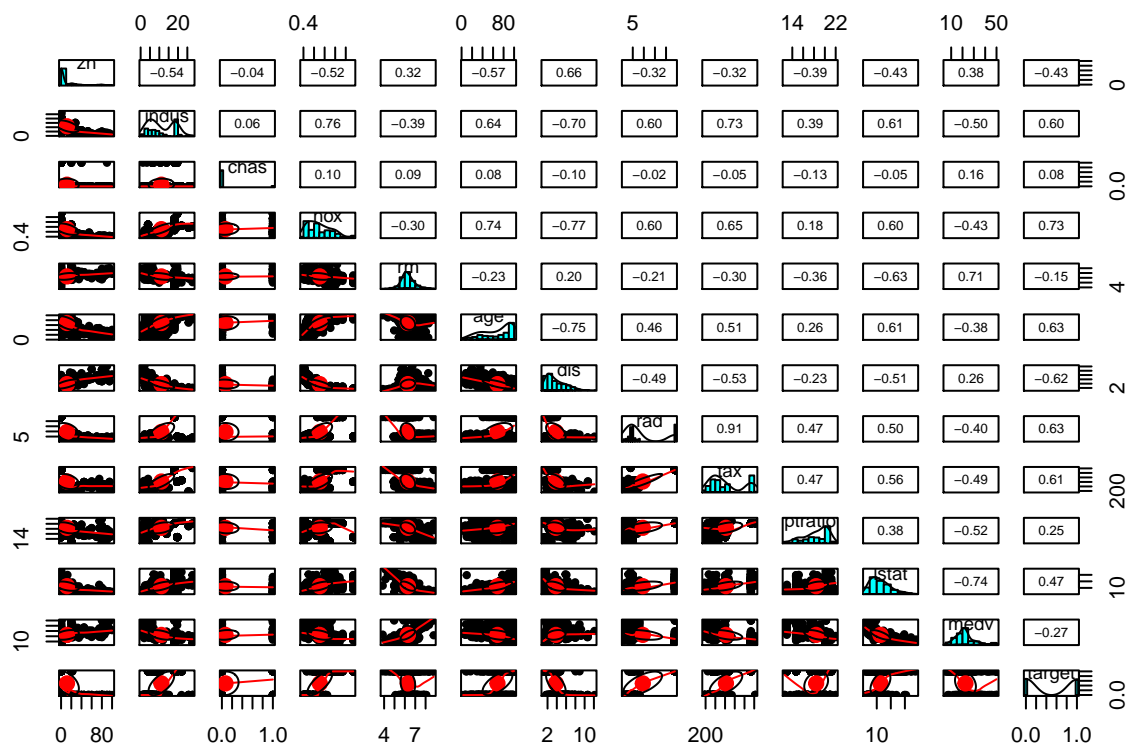 0 20 0.4 0 80 5 14 22 10 50
zn −0.54 −0.04 −0.52 0.32 −0.57 0.66 −0.32 −0.32 −0.39 −0.43 0.38 −0.43 0
0 indus 0.06 0.76 −0.39 0.64 −0.70 0.60 0.73 0.39 0.61 −0.50 0.60
chas 0.10 0.09 0.08 −0.10 −0.02 −0.05 −0.13 −0.05 0.16 0.08 0.0
0.4 nox −0.30 0.74 −0.77 0.60 0.65 0.18 0.60 −0.43 0.73
rm −0.23 0.20 −0.21 −0.30 −0.36 −0.63 0.71 −0.15 4
0 age −0.75 0.46 0.51 0.26 0.61 −0.38 0.63
dis −0.49 −0.53 −0.23 −0.51 0.26 −0.62 2
5 rad 0.91 0.47 0.50 −0.40 0.63
tax 0.47 0.56 −0.49 0.61 200
14 ptratio 0.38 −0.52 0.25
lstat −0.74 0.47 10
10 medv −0.27
target 0.0
0 80 0.0 1.0 4 7 2 10 200 10 0.0 1.0